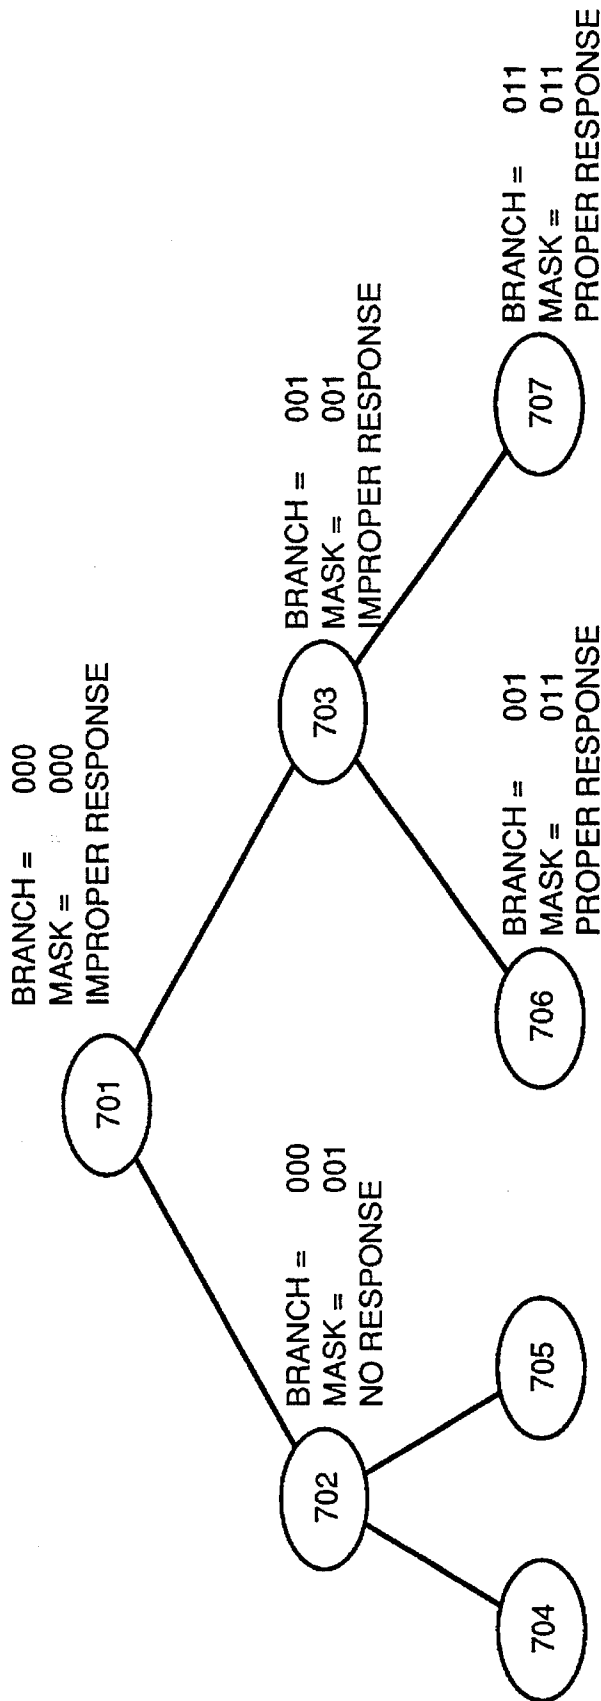 BRANCH = 000
MASK = 000
IMPROPER RESPONSE
701
BRANCH = 000
MASK = 001
NO RESPONSE
702
BRANCH = 001
MASK = 001
IMPROPER RESPONSE
703
704
705
BRANCH = 001
MASK = 011
PROPER RESPONSE
706
BRANCH = 011
MASK = 011
PROPER RESPONSE
707